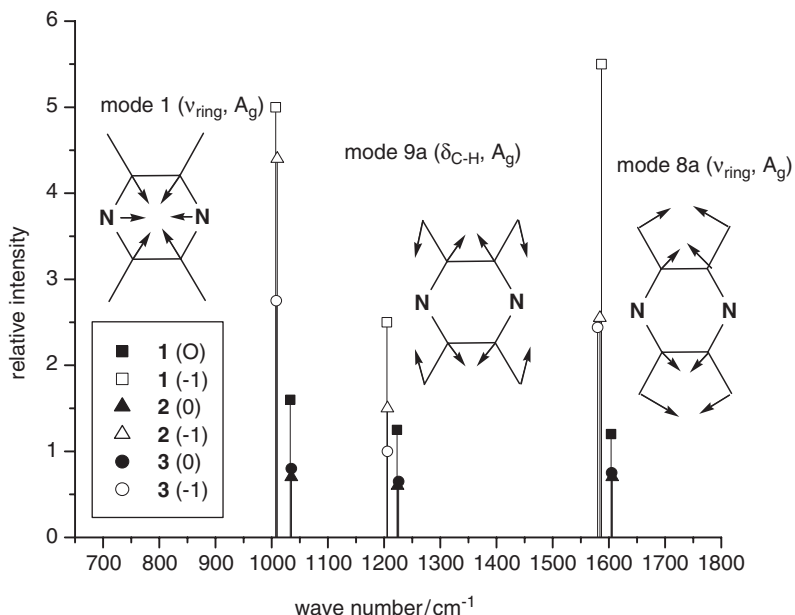 6
5
4
3
2
1
0
relative intensity
mode 1 (νring, Ag)
N N
mode 9a (δC-H, Ag)
N N
mode 8a (νring, Ag)
N N
1 (O)
1 (-1)
2 (0)
2 (-1)
3 (0)
3 (-1)
700 800 900 1000 1100 1200 1300 1400 1500 1600 1700 1800
wave number/cm-1